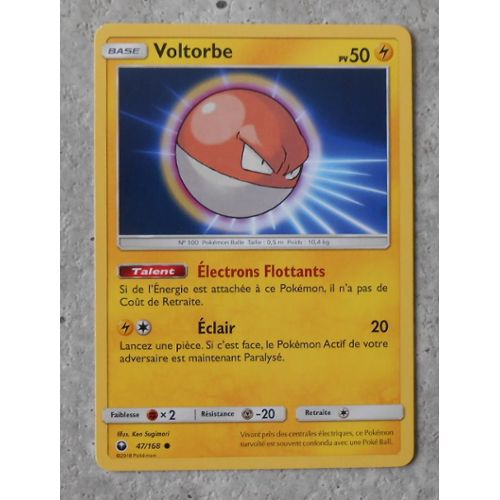 BASE Voltorbe PV50
N° 100 Pokémon Balle Taille : 0,5 m Poids : 10,4 kg
Talent Électrons Flottants
Si de l'Énergie est attachée à ce Pokémon, il n'a pas de
Coût de Retraite.
Éclair 20
Lancez une pièce. Si c'est face, le Pokémon Actif de votre
adversaire est maintenant Paralysé.
Faiblesse × 2 Résistance -20 Retraite
Illus. Ken Sugimori
47/168
©2018 Pokémon
Vivant près des centrales électriques, ce Pokémon
surnaturel est souvent confondu avec une Poké Ball.